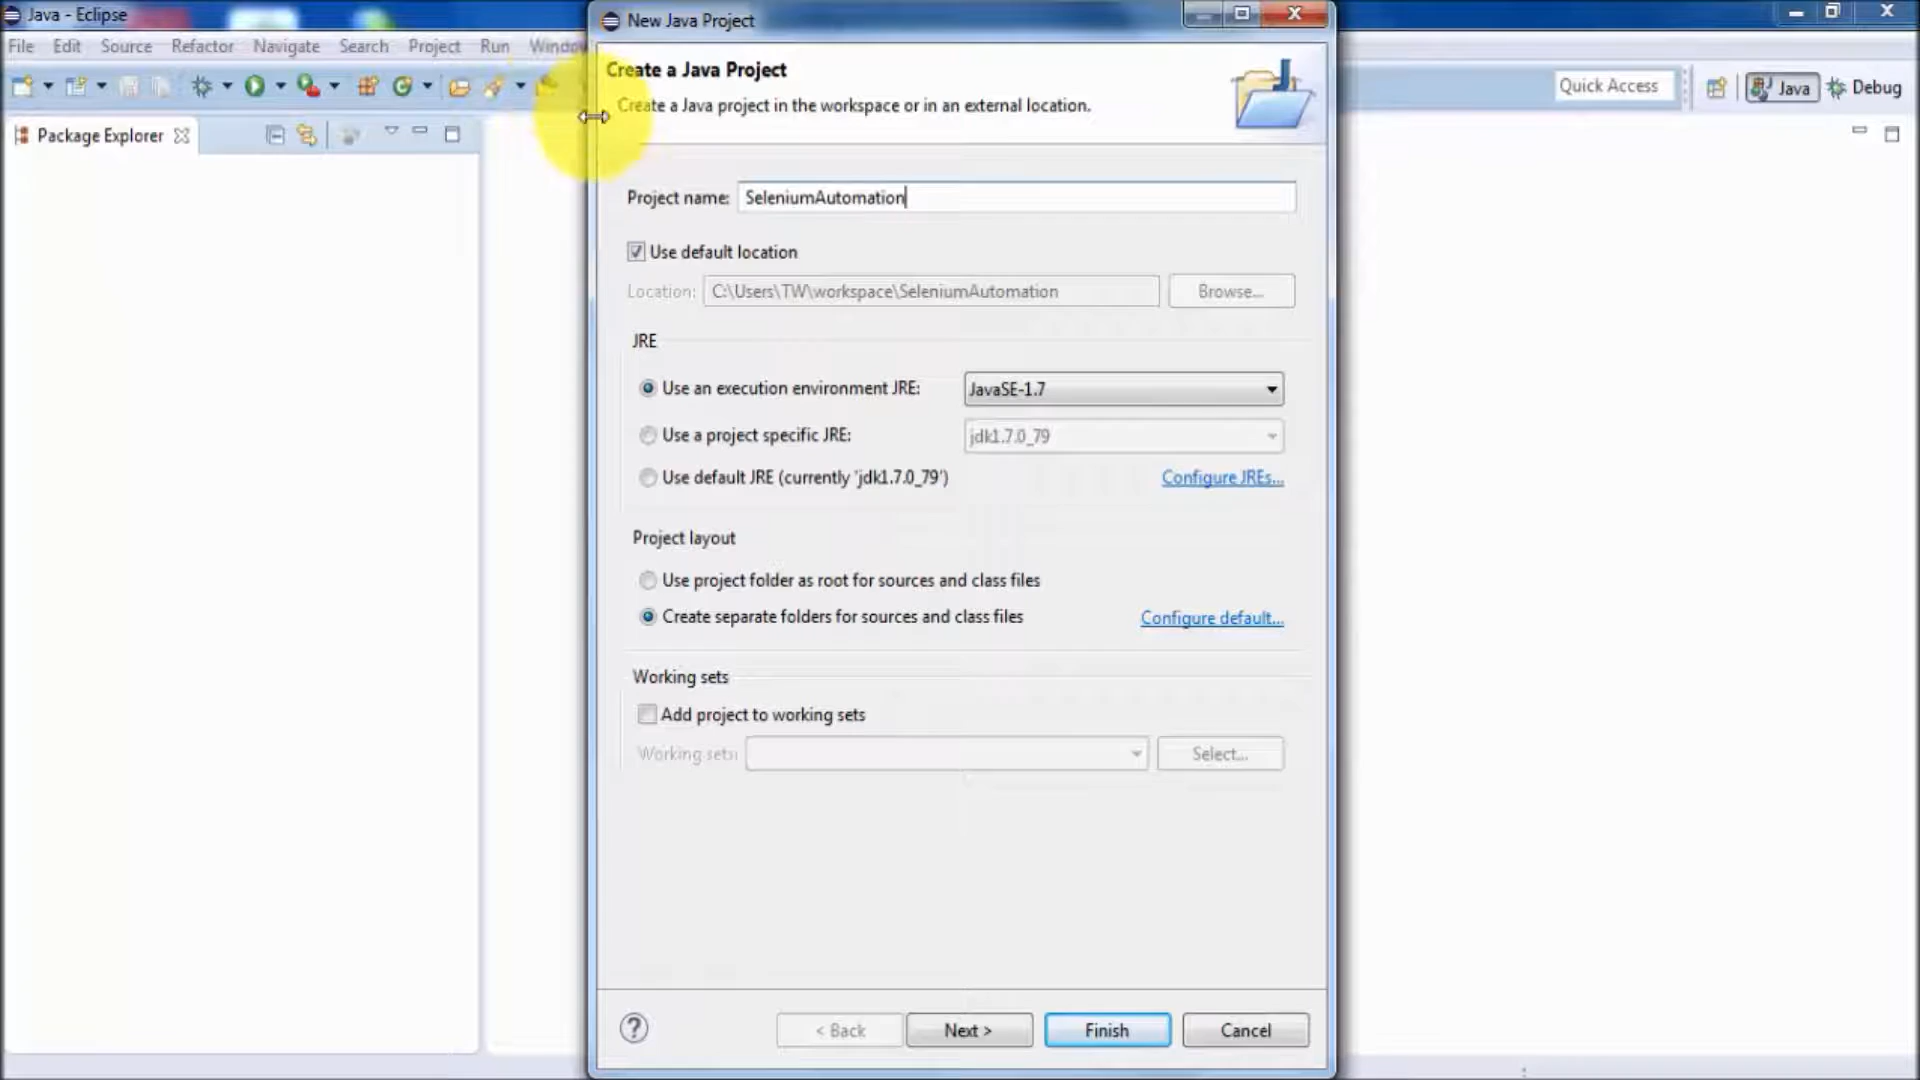 Java - Eclipse
File Edit Source Refactor Navigate Search Project Run Window
Quick Access
Java
Debug
Package Explorer
New Java Project
Create a Java Project
Create a Java project in the workspace or in an external location.
Project name: SeleniumAutomation
Use default location
Location: C:\Users\TW\workspace\SeleniumAutomation Browse...
JRE
Use an execution environment JRE: JavaSE-1.7
Use a project specific JRE: jdk1.7.0_79
Use default JRE (currently 'jdk1.7.0_79') Configure JREs...
Project layout
Use project folder as root for sources and class files
Create separate folders for sources and class files Configure default...
Working sets
Add project to working sets
Working sets: Select...
< Back Next > Finish Cancel